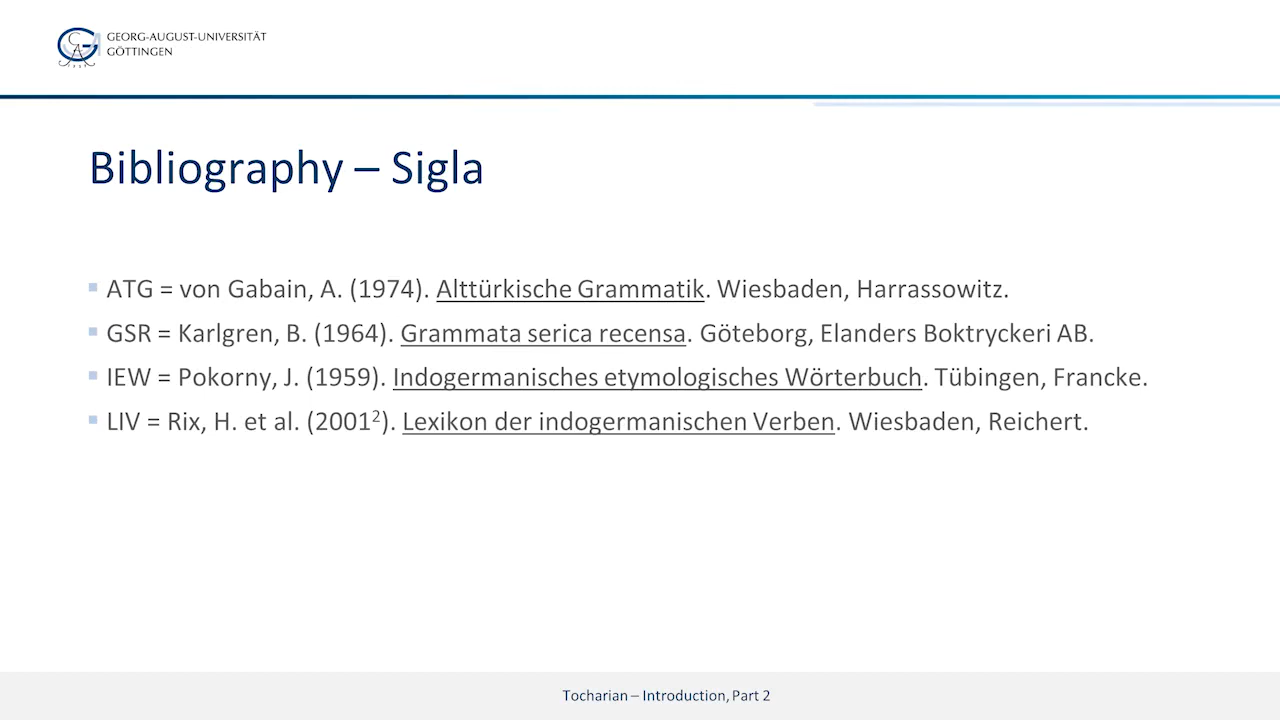 GEORG-AUGUST-UNIVERSITÄT
GÖTTINGEN
Bibliography – Sigla
ATG = von Gabain, A. (1974). Alttürkische Grammatik. Wiesbaden, Harrassowitz.
GSR = Karlgren, B. (1964). Grammata serica recensa. Göteborg, Elanders Boktryckeri AB.
IEW = Pokorny, J. (1959). Indogermanisches etymologisches Wörterbuch. Tübingen, Francke.
LIV = Rix, H. et al. (2001²). Lexikon der indogermanischen Verben. Wiesbaden, Reichert.
Tocharian – Introduction, Part 2